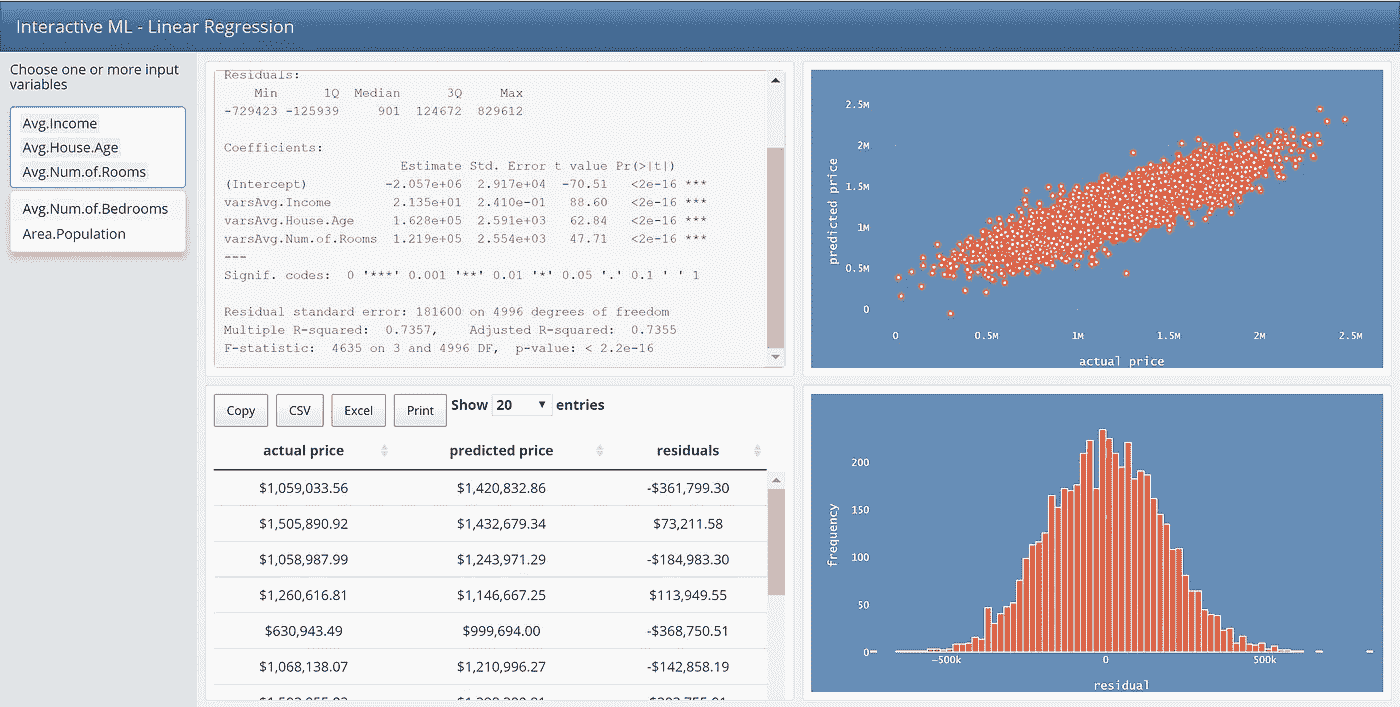 Interactive ML - Linear Regression
Choose one or more input
variables
Avg.Income
Avg.House.Age
Avg.Num.of.Rooms
Avg.Num.of.Bedrooms
Area.Population
Residuals:
Min 1Q Median 3Q Max
-729423 -125939 901 124672 829612
Coefficients:
Estimate Std. Error t value Pr(>|t|)
(Intercept) -2.057e+06 2.917e+04 -70.51 <2e-16 ***
varsAvg.Income 2.135e+01 2.410e-01 88.60 <2e-16 ***
varsAvg.House.Age 1.628e+05 2.591e+03 62.84 <2e-16 ***
varsAvg.Num.of.Rooms 1.219e+05 2.554e+03 47.71 <2e-16 ***
---
Signif. codes: 0 '***' 0.001 '**' 0.01 '*' 0.05 '.' 0.1 ' ' 1
Residual standard error: 181600 on 4996 degrees of freedom
Multiple R-squared: 0.7357, Adjusted R-squared: 0.7355
F-statistic: 4635 on 3 and 4996 DF, p-value: < 2.2e-16
predicted price
2.5M
2M
1.5M
1M
0.5M
0
0 0.5M 1M 1.5M 2M 2.5M
actual price
Copy CSV Excel Print Show 20 entries
actual price predicted price residuals
$1,059,033.56 $1,420,832.86 -$361,799.30
$1,505,890.92 $1,432,679.34 $73,211.58
$1,058,987.99 $1,243,971.29 -$184,983.30
$1,260,616.81 $1,146,667.25 $113,949.55
$630,943.49 $999,694.00 -$368,750.51
$1,068,138.07 $1,210,996.27 -$142,858.19
frequency
200
150
100
50
0
−500k 0 500k
residual